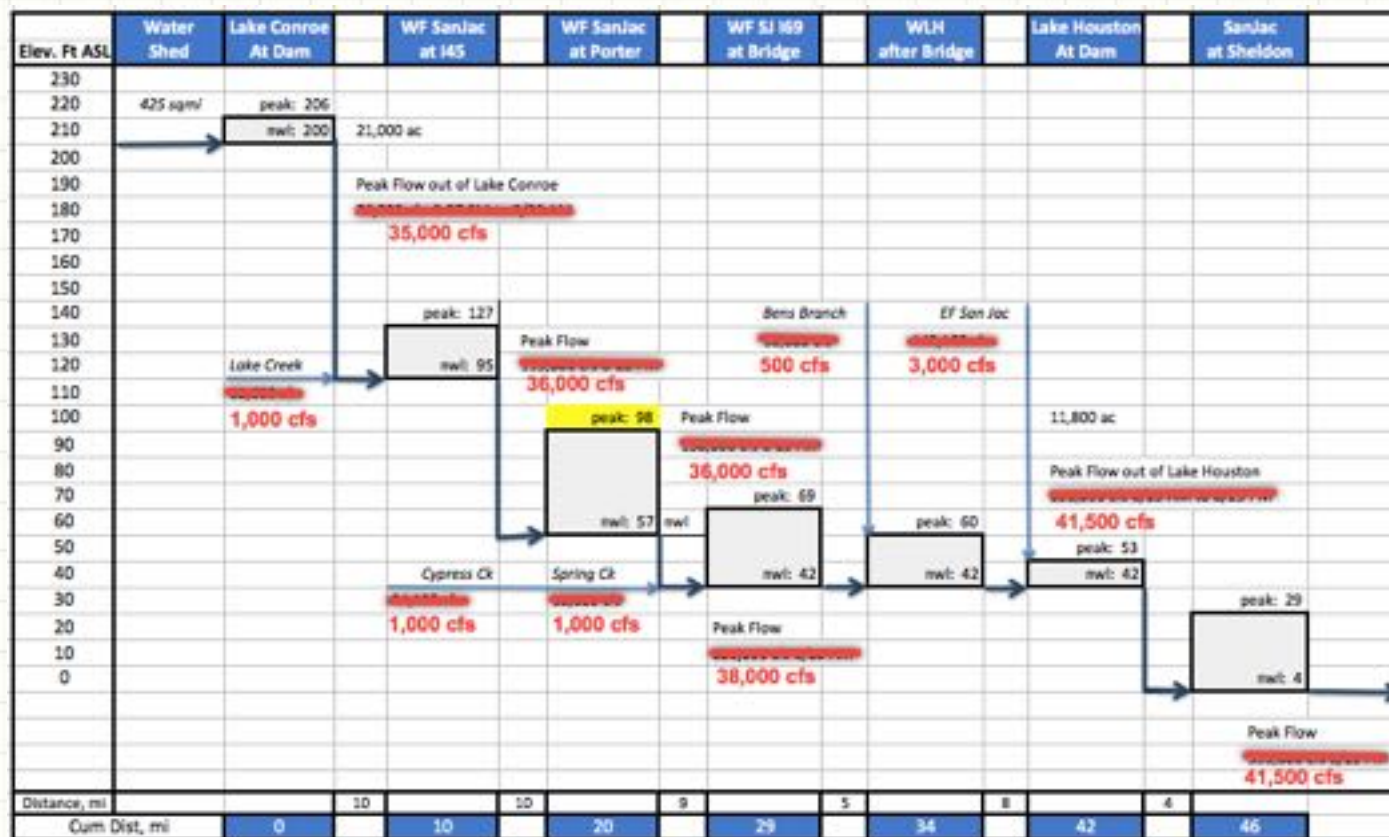 Elev. Ft ASL
Water Shed
Lake Conroe At Dam
WF SanJac at I45
WF SanJac at Porter
WF SJ I69 at Bridge
WLH after Bridge
Lake Houston At Dam
SanJac at Sheldon
230
220 425 sqmi peak: 206
210 nwl: 200 21,000 ac
200
190 Peak Flow out of Lake Conroe
180
170 35,000 cfs
160
150
140 peak: 127 Bens Branch EF San Jac
130 Peak Flow
120 Lake Creek nwl: 95 36,000 cfs 500 cfs 3,000 cfs
110
100 1,000 cfs peak: 98 Peak Flow 11,800 ac
90
80 36,000 cfs Peak Flow out of Lake Houston
70 peak: 69
60 nwl: 57 nwl peak: 60 41,500 cfs
50 peak: 53
40 Cypress Ck Spring Ck nwl: 42 nwl: 42 nwl: 42
30 peak: 29
20 1,000 cfs 1,000 cfs Peak Flow
10
0 38,000 cfs nwl: 4
Peak Flow
41,500 cfs
Distance, mi 10 10 9 5 8 4
Cum Dist, mi 0 10 20 29 34 42 46